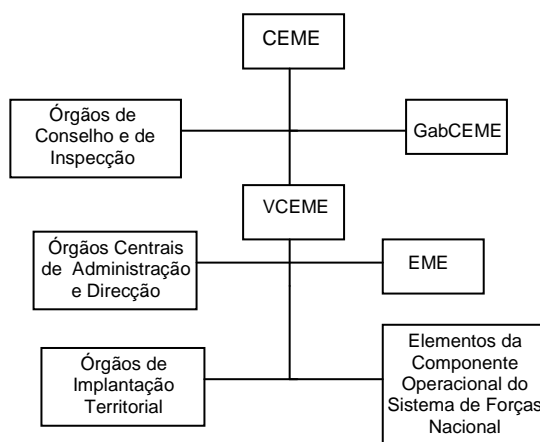 CEME
Órgãos de
Conselho e de
Inspecção
GabCEME
VCEME
Órgãos Centrais
de Administração
e Direcção
EME
Órgãos de
Implantação
Territorial
Elementos da
Componente
Operacional do
Sistema de Forças
Nacional